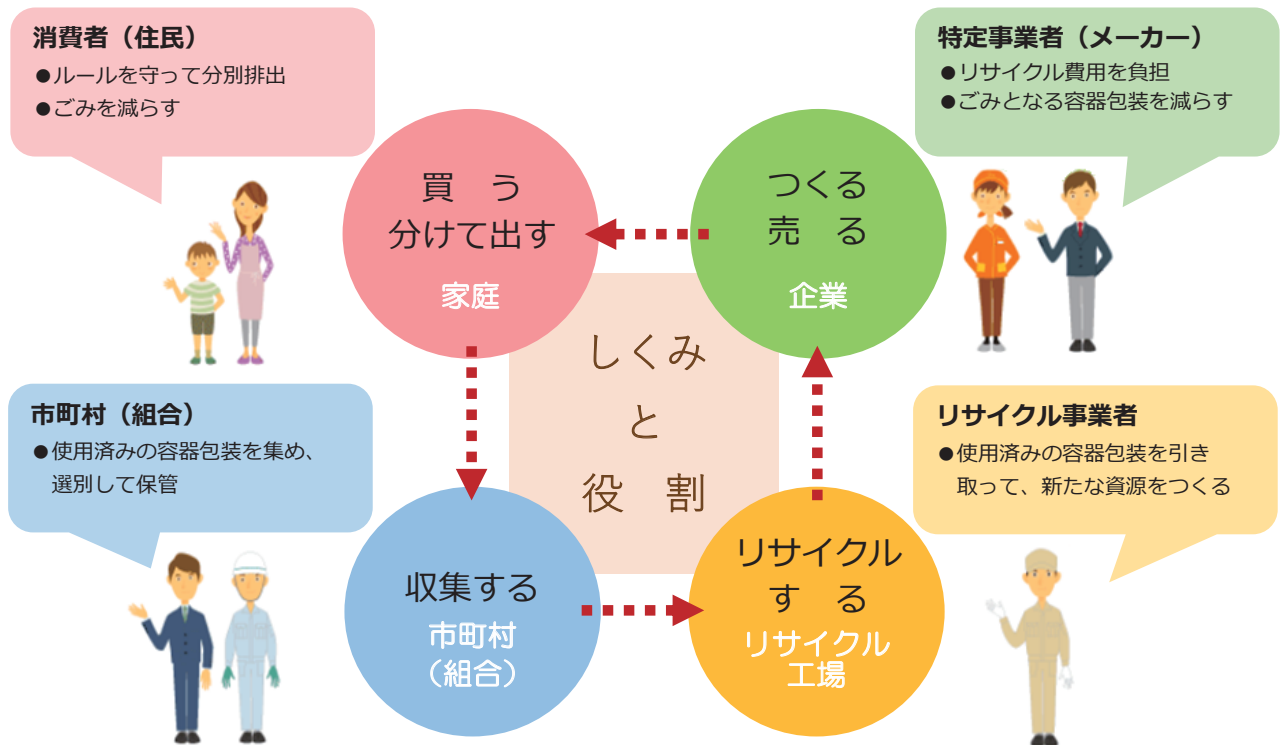 消費者（住民）
●ルールを守って分別排出
●ごみを減らす
特定事業者（メーカー）
●リサイクル費用を負担
●ごみとなる容器包装を減らす
買　う
分けて出す
家庭
つくる
売　る
企業
しくみ
と
役　割
市町村（組合）
●使用済みの容器包装を集め、
選別して保管
リサイクル事業者
●使用済みの容器包装を引き
取って、新たな資源をつくる
収集する
市町村
（組合）
リサイクル
す　る
リサイクル
工場